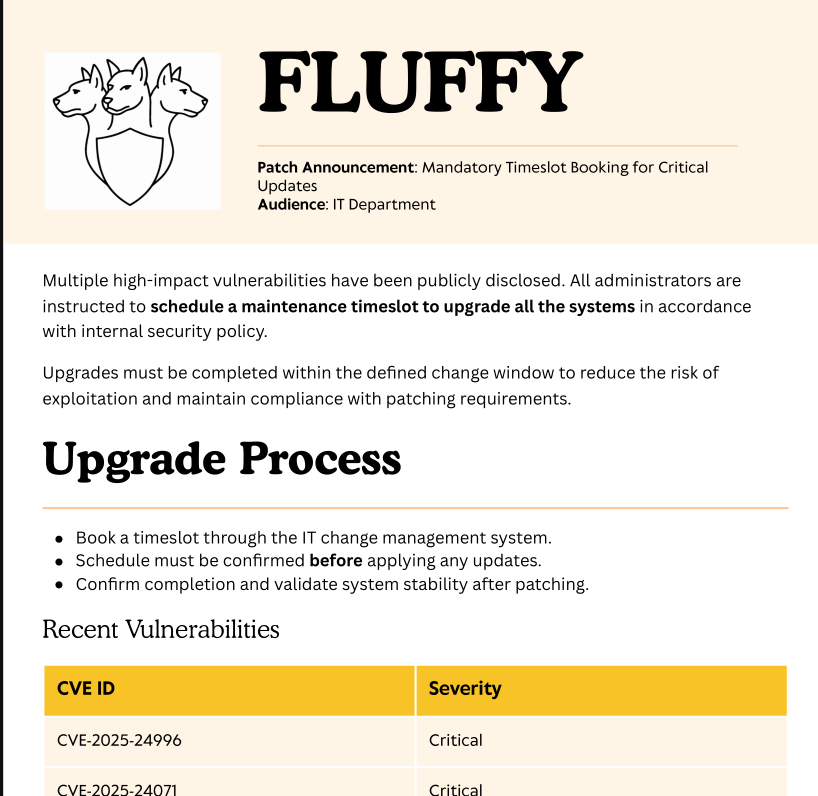 FLUFFY
Patch Announcement: Mandatory Timeslot Booking for Critical
Updates
Audience: IT Department
Multiple high-impact vulnerabilities have been publicly disclosed. All administrators are
instructed to schedule a maintenance timeslot to upgrade all the systems in accordance
with internal security policy.
Upgrades must be completed within the defined change window to reduce the risk of
exploitation and maintain compliance with patching requirements.
Upgrade Process
● Book a timeslot through the IT change management system.
● Schedule must be confirmed before applying any updates.
● Confirm completion and validate system stability after patching.
Recent Vulnerabilities
CVE ID Severity
CVE-2025-24996 Critical
CVE-2025-24071 Critical